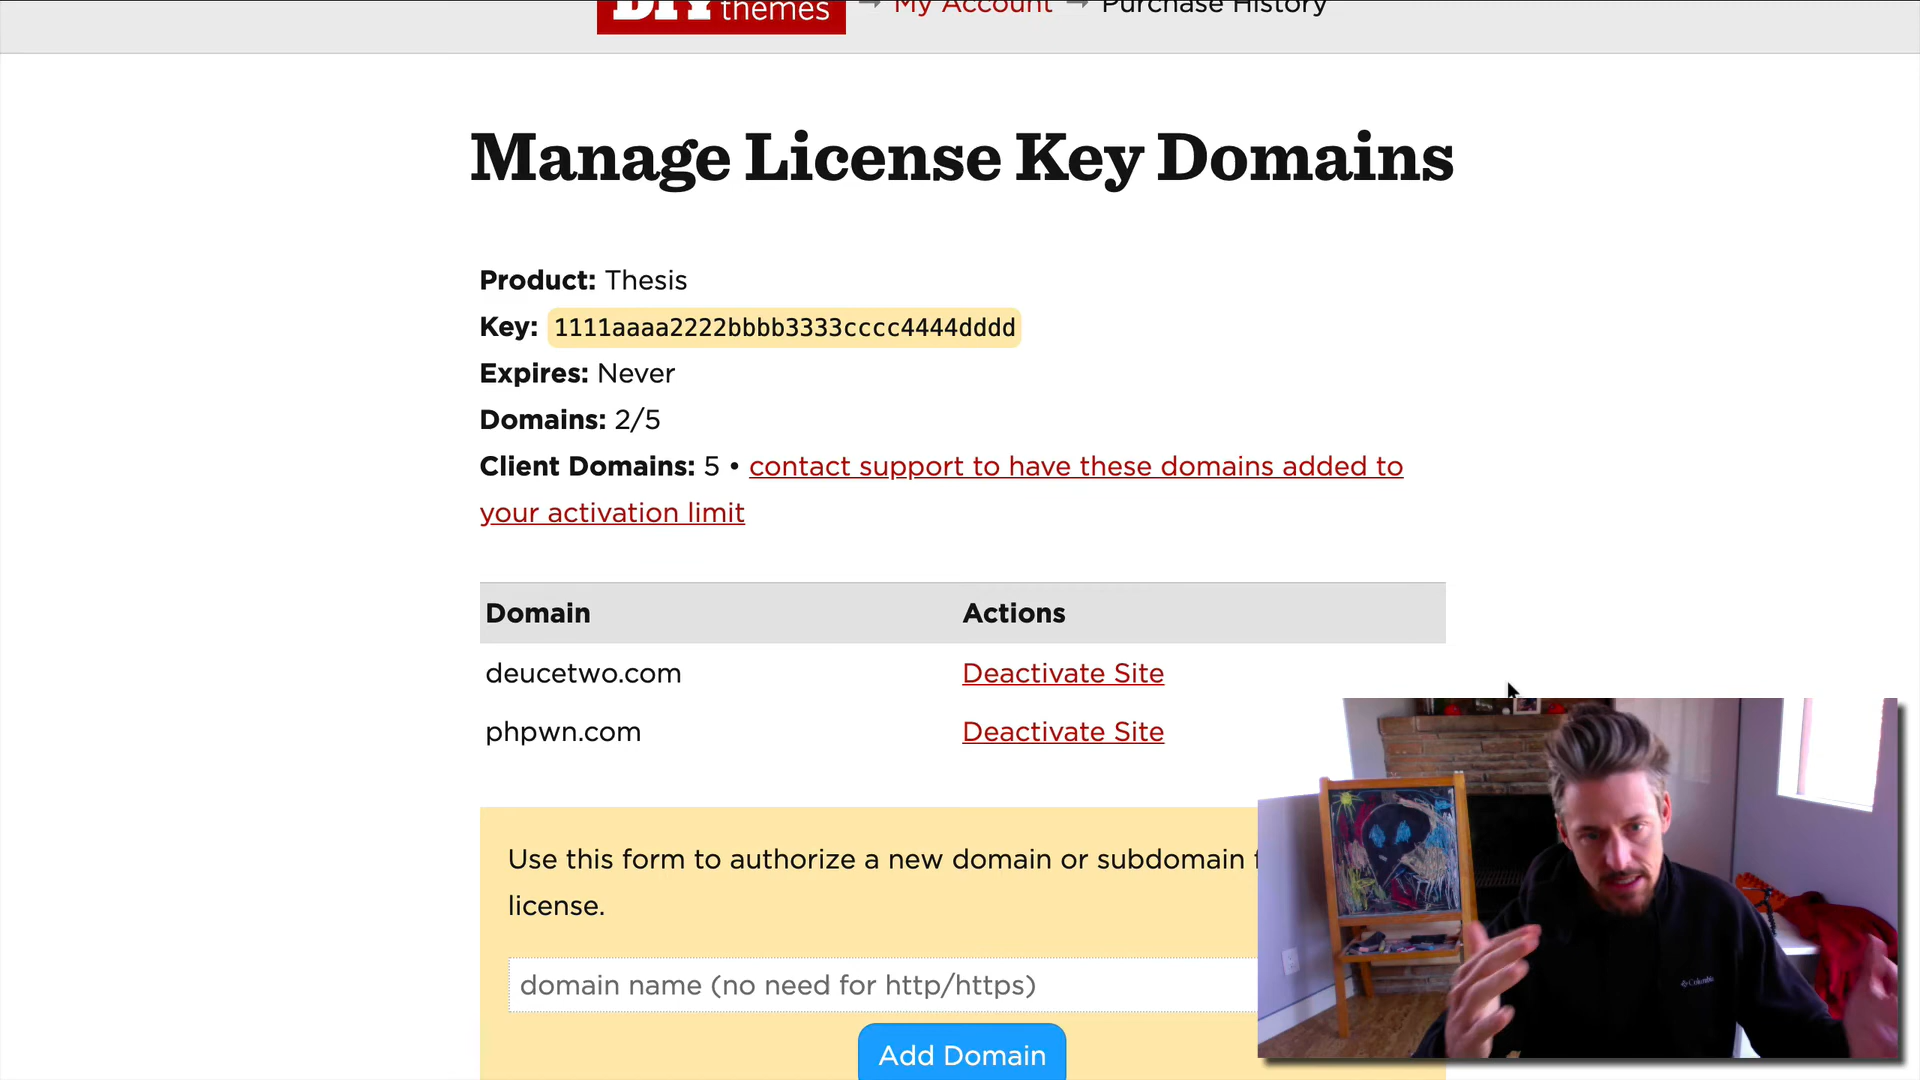 DIY themes → My Account → Purchase History
Manage License Key Domains
Product: Thesis
Key: 1111aaaa2222bbbb3333cccc4444dddd
Expires: Never
Domains: 2/5
Client Domains: 5 • contact support to have these domains added to
your activation limit
Domain Actions
deucetwo.com Deactivate Site
phpwn.com Deactivate Site
Use this form to authorize a new domain or subdomain
license.
domain name (no need for http/https)
Add Domain
Columbia